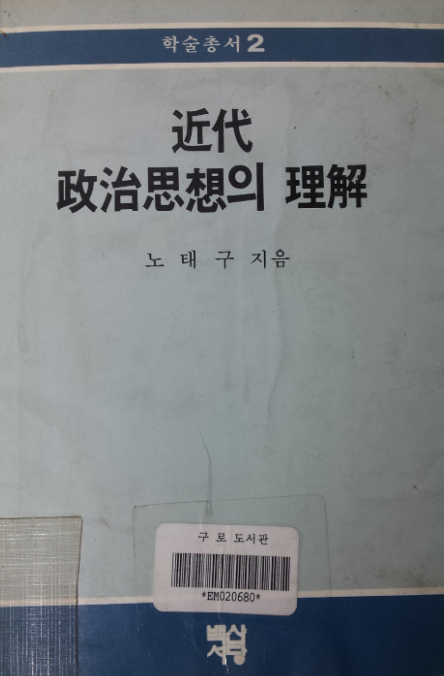 학술총서 2
近代
政治思想의 理解
노태구 지음
구로도서관
*EM020680*
백산
서당